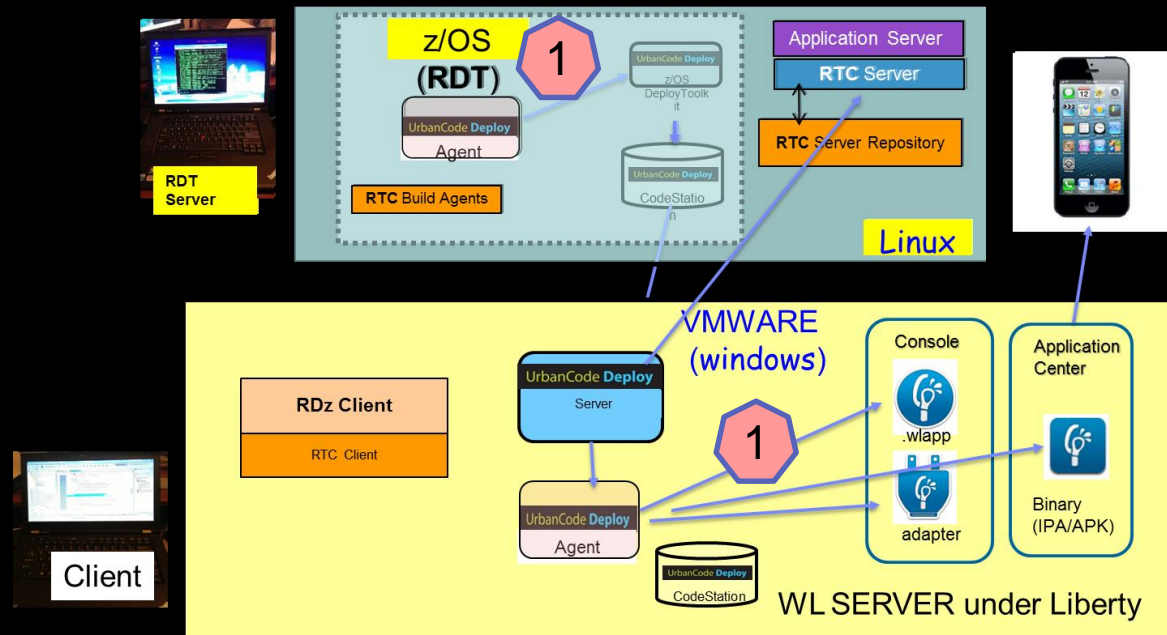 z/OS
(RDT)
1
UrbanCode Deploy
Agent
RTC Build Agents
UrbanCode Deploy
z/OS
DeployToolk
it
UrbanCode Deploy
CodeStatio
n
Application Server
RTC Server
RTC Server Repository
Linux
RDT
Server
VMWARE
(windows)
RDz Client
RTC Client
UrbanCode Deploy
Server
UrbanCode Deploy
Agent
1
UrbanCode Deploy
CodeStation
Console
.wlapp
adapter
Application
Center
Binary
(IPA/APK)
Client
WL SERVER under Liberty